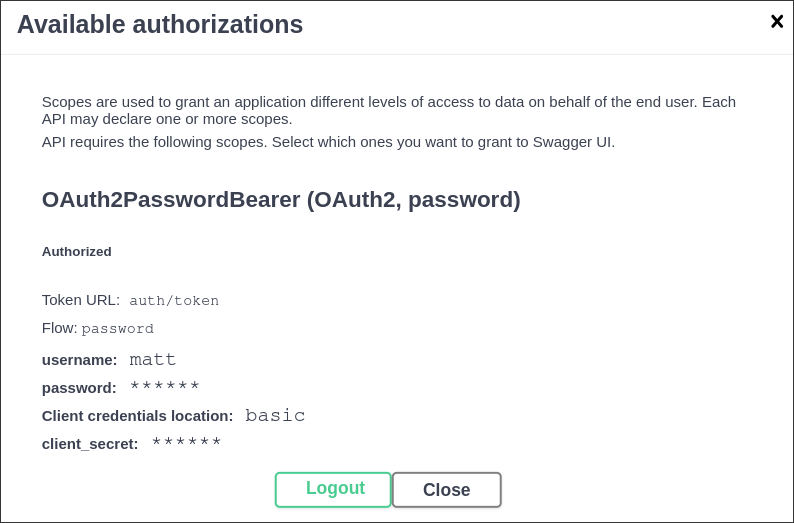 Available authorizations
Scopes are used to grant an application different levels of access to data on behalf of the end user. Each
API may declare one or more scopes.
API requires the following scopes. Select which ones you want to grant to Swagger UI.
OAuth2PasswordBearer (OAuth2, password)
Authorized
Token URL: auth/token
Flow: password
username: matt
password: ******
Client credentials location: basic
client_secret: ******
Logout Close